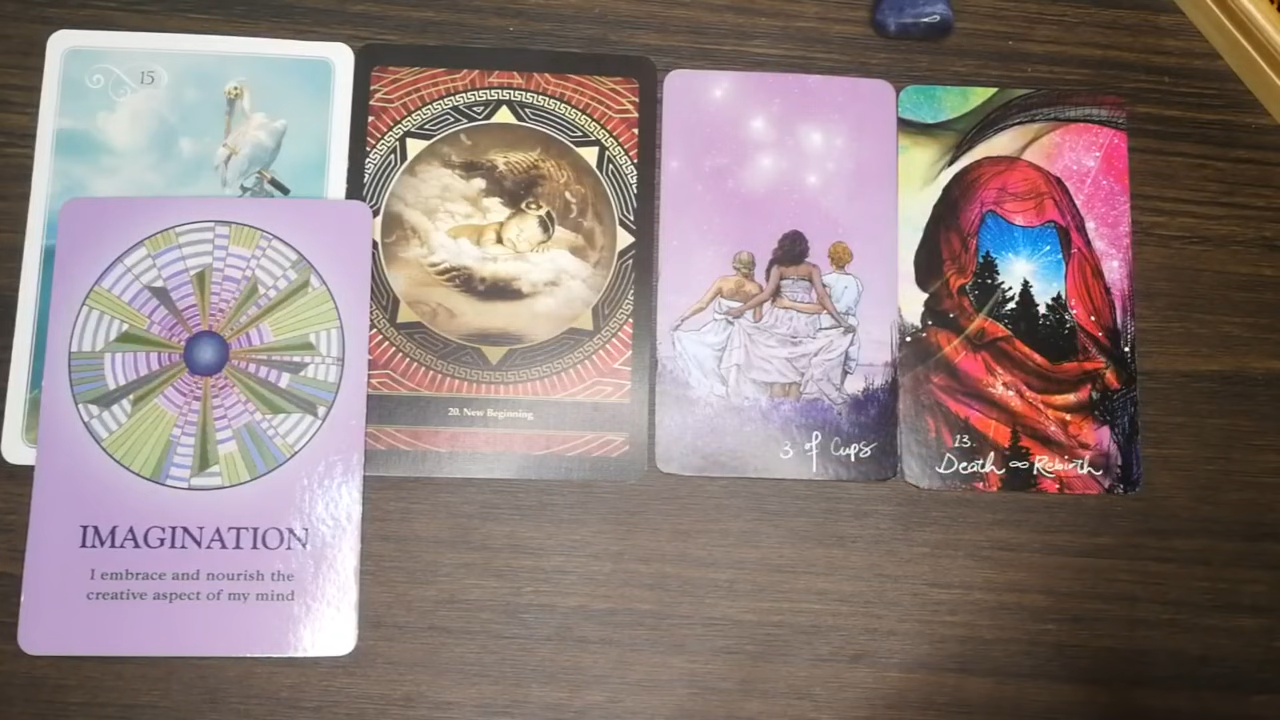 15
20. New Beginning
3 of Cups
13.
Death ∞ Rebirth
IMAGINATION
I embrace and nourish the
creative aspect of my mind